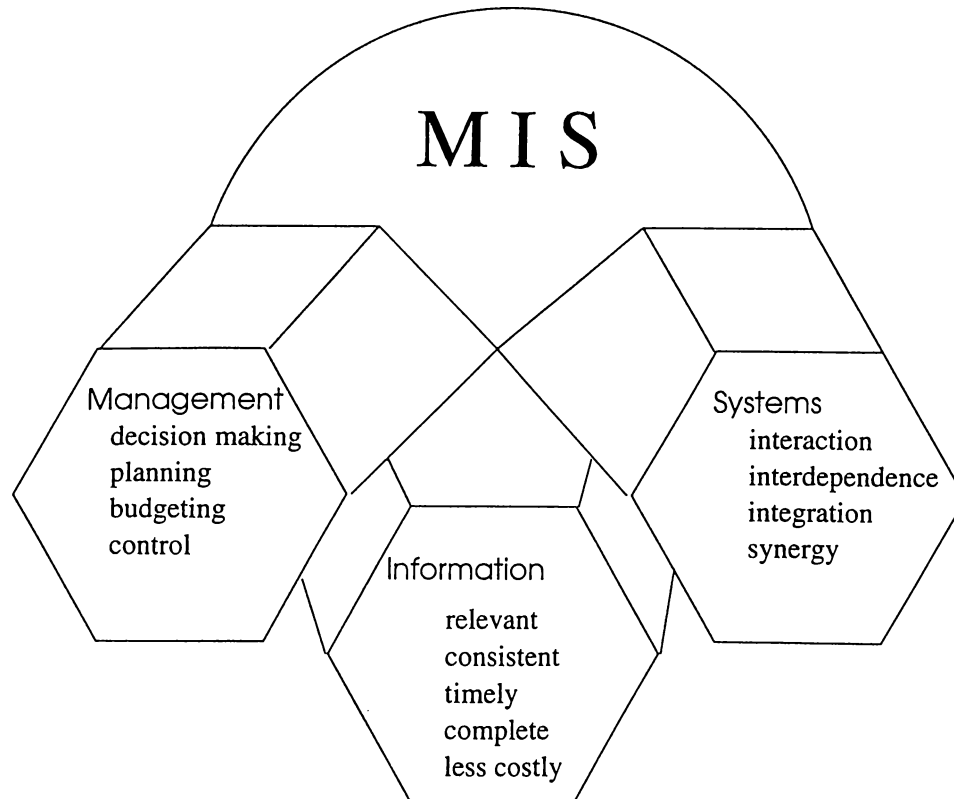 MIS
Management
decision making
planning
budgeting
control
Systems
interaction
interdependence
integration
synergy
Information
relevant
consistent
timely
complete
less costly